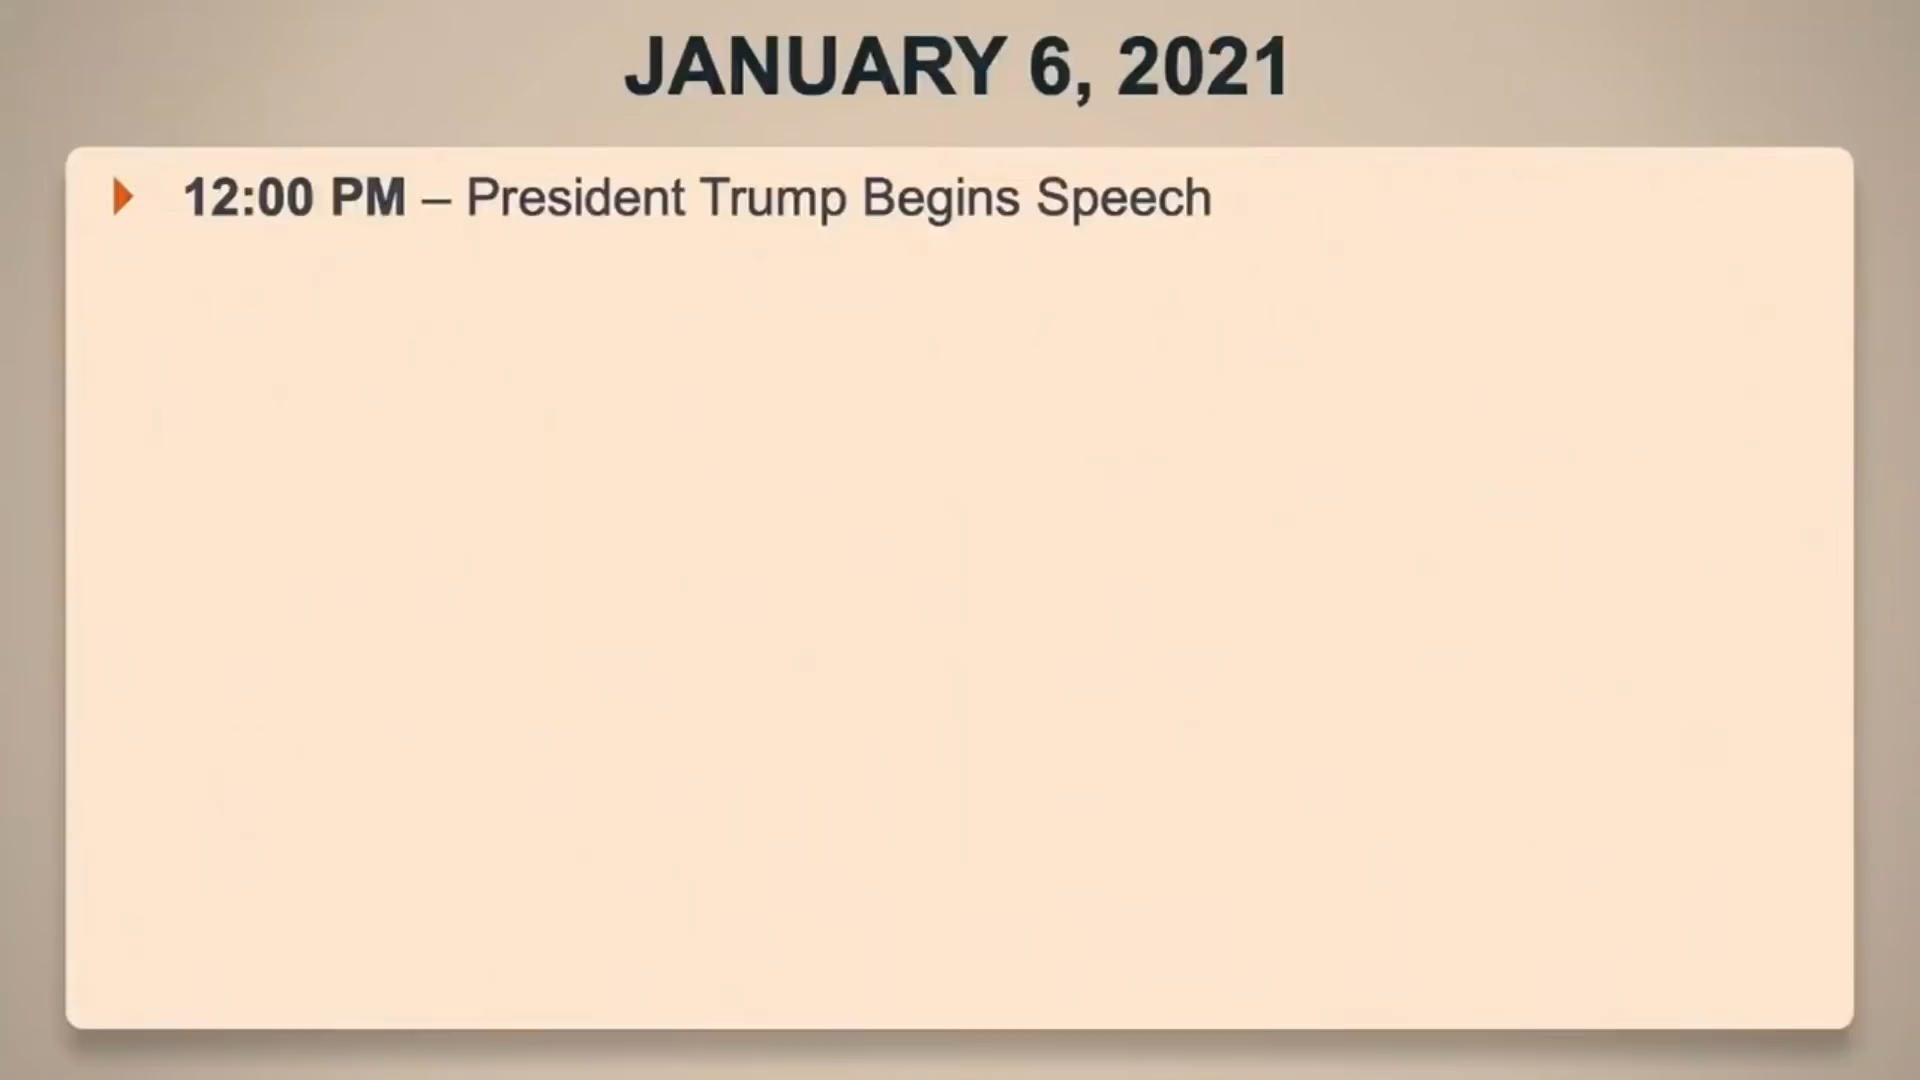 JANUARY 6, 2021
12:00 PM – President Trump Begins Speech